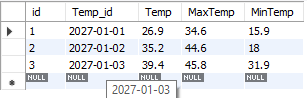 id Temp_id Temp MaxTemp MinTemp
1 2027-01-01 26.9 34.6 15.9
2 2027-01-02 35.2 44.6 18
3 2027-01-03 39.4 45.8 31.9
NULL NULL NULL NULL NULL
2027-01-03